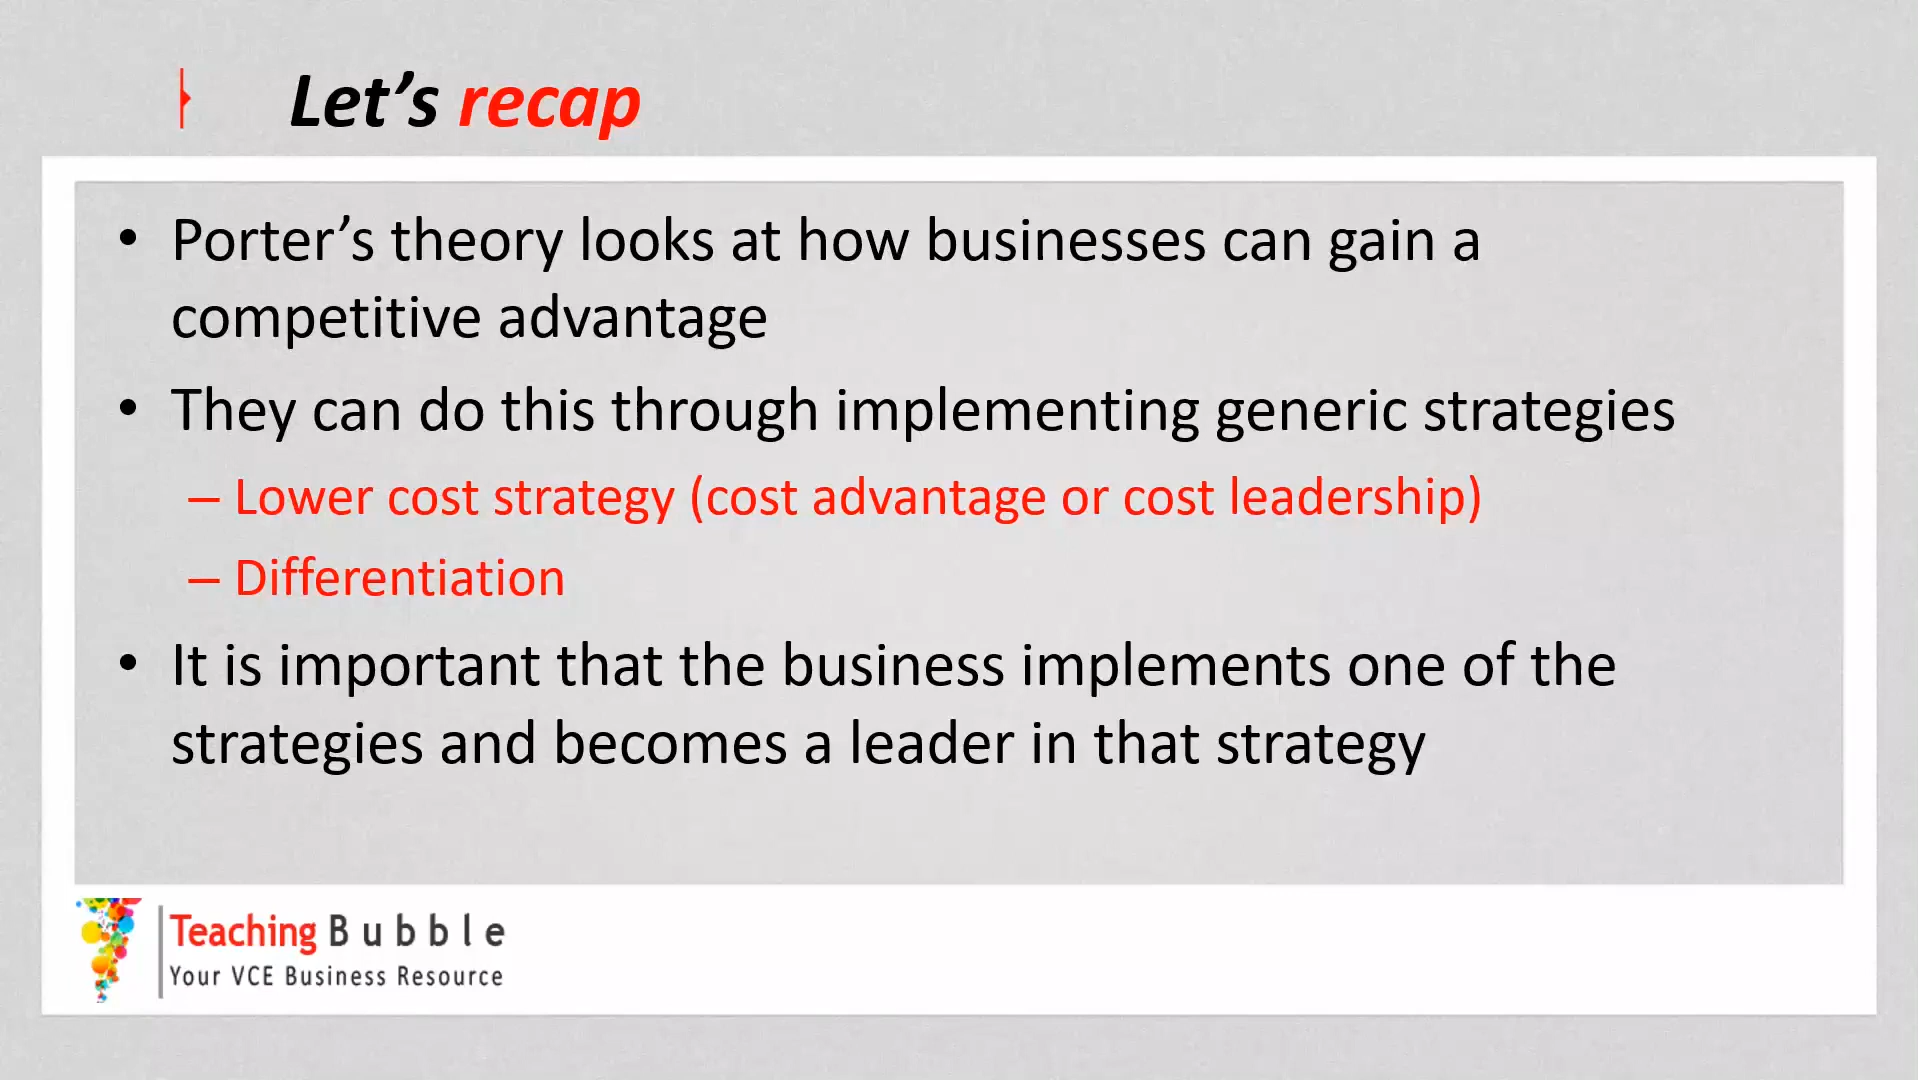 Let’s recap
• Porter’s theory looks at how businesses can gain a
competitive advantage
• They can do this through implementing generic strategies
– Lower cost strategy (cost advantage or cost leadership)
– Differentiation
• It is important that the business implements one of the
strategies and becomes a leader in that strategy
Teaching Bubble
Your VCE Business Resource